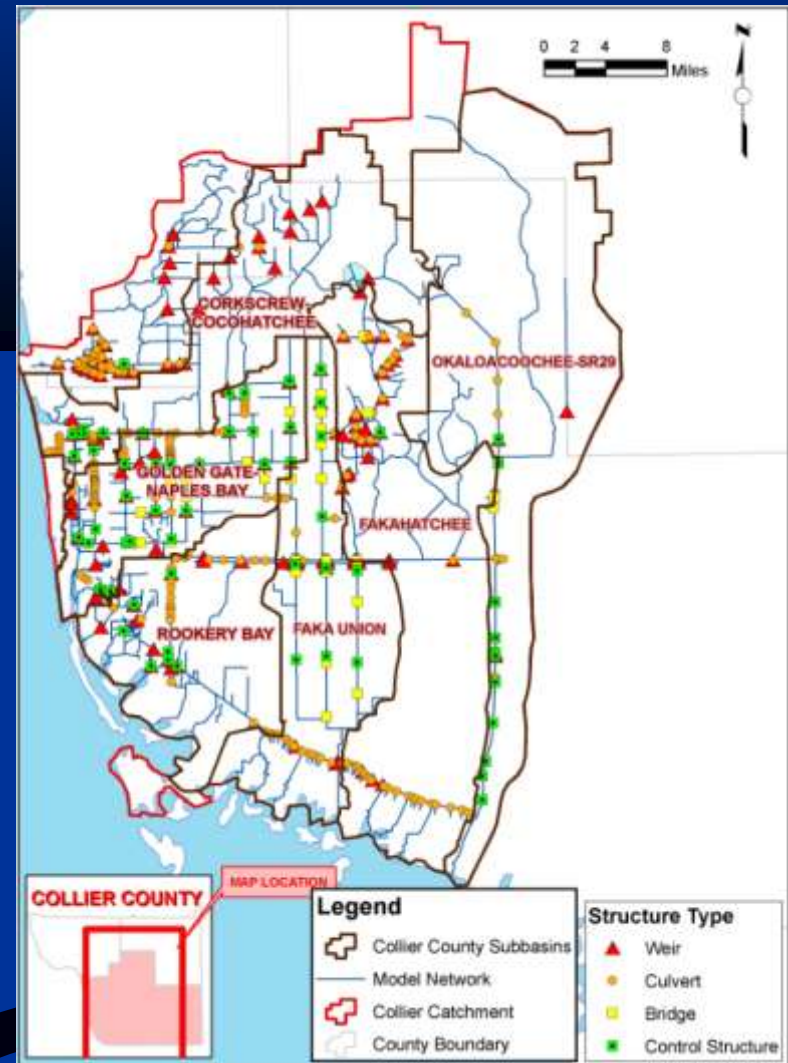 N
0 2 4 8
Miles
CORKSCREW-
COCOHATCHEE
OKALOACOOCHEE-SR29
GOLDEN GATE-
NAPLES BAY
FAKAHATCHEE
ROOKERY BAY
FAKA UNION
COLLIER COUNTY
MAP LOCATION
Legend
Collier County Subbasins
Model Network
Collier Catchment
County Boundary
Structure Type
Weir
Culvert
Bridge
Control Structure